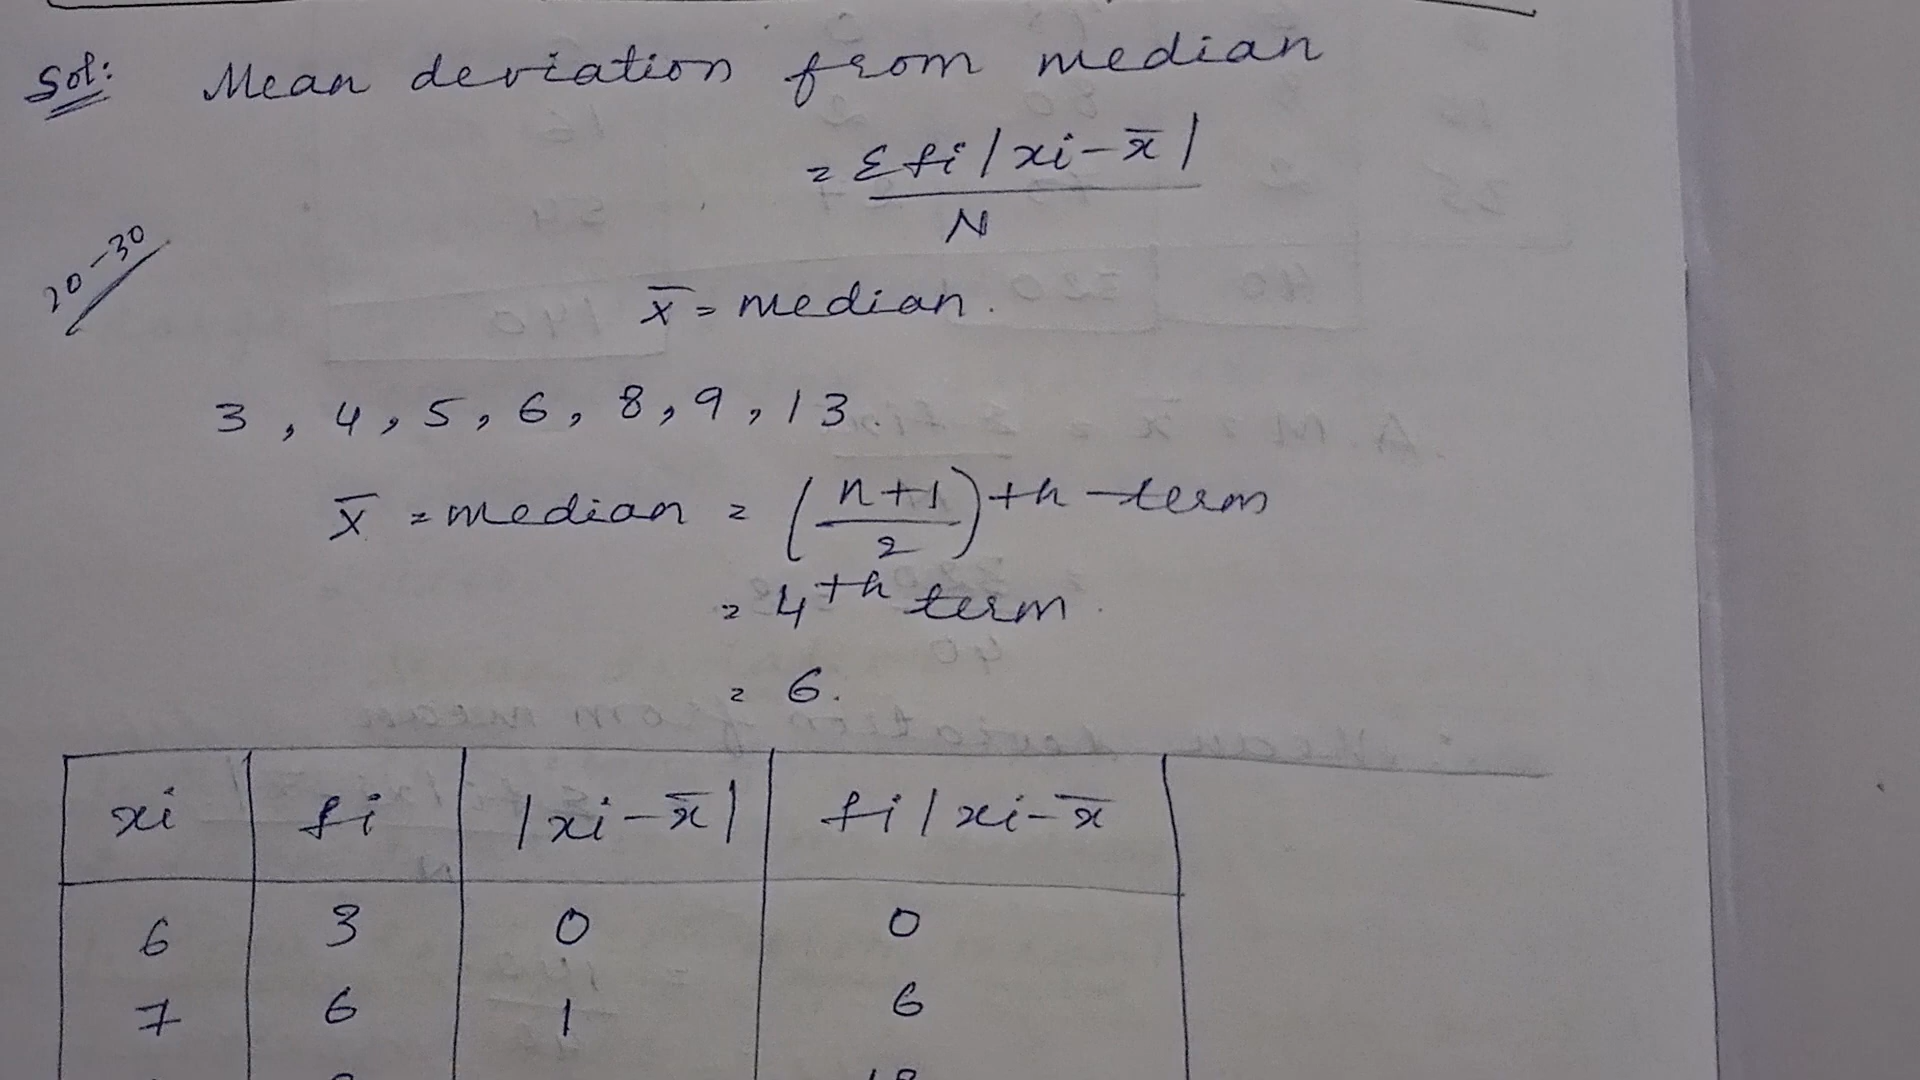 Sol: Mean deviation from median
= Σ fi |xi - x̄|
N
20-30
x̄ = median.
3, 4, 5, 6, 8, 9, 13.
x̄ = median = (n+1 / 2)th term
= 4th term.
= 6.
xi fi |xi - x̄| fi |xi - x̄
6 3 0 0
7 6 1 6